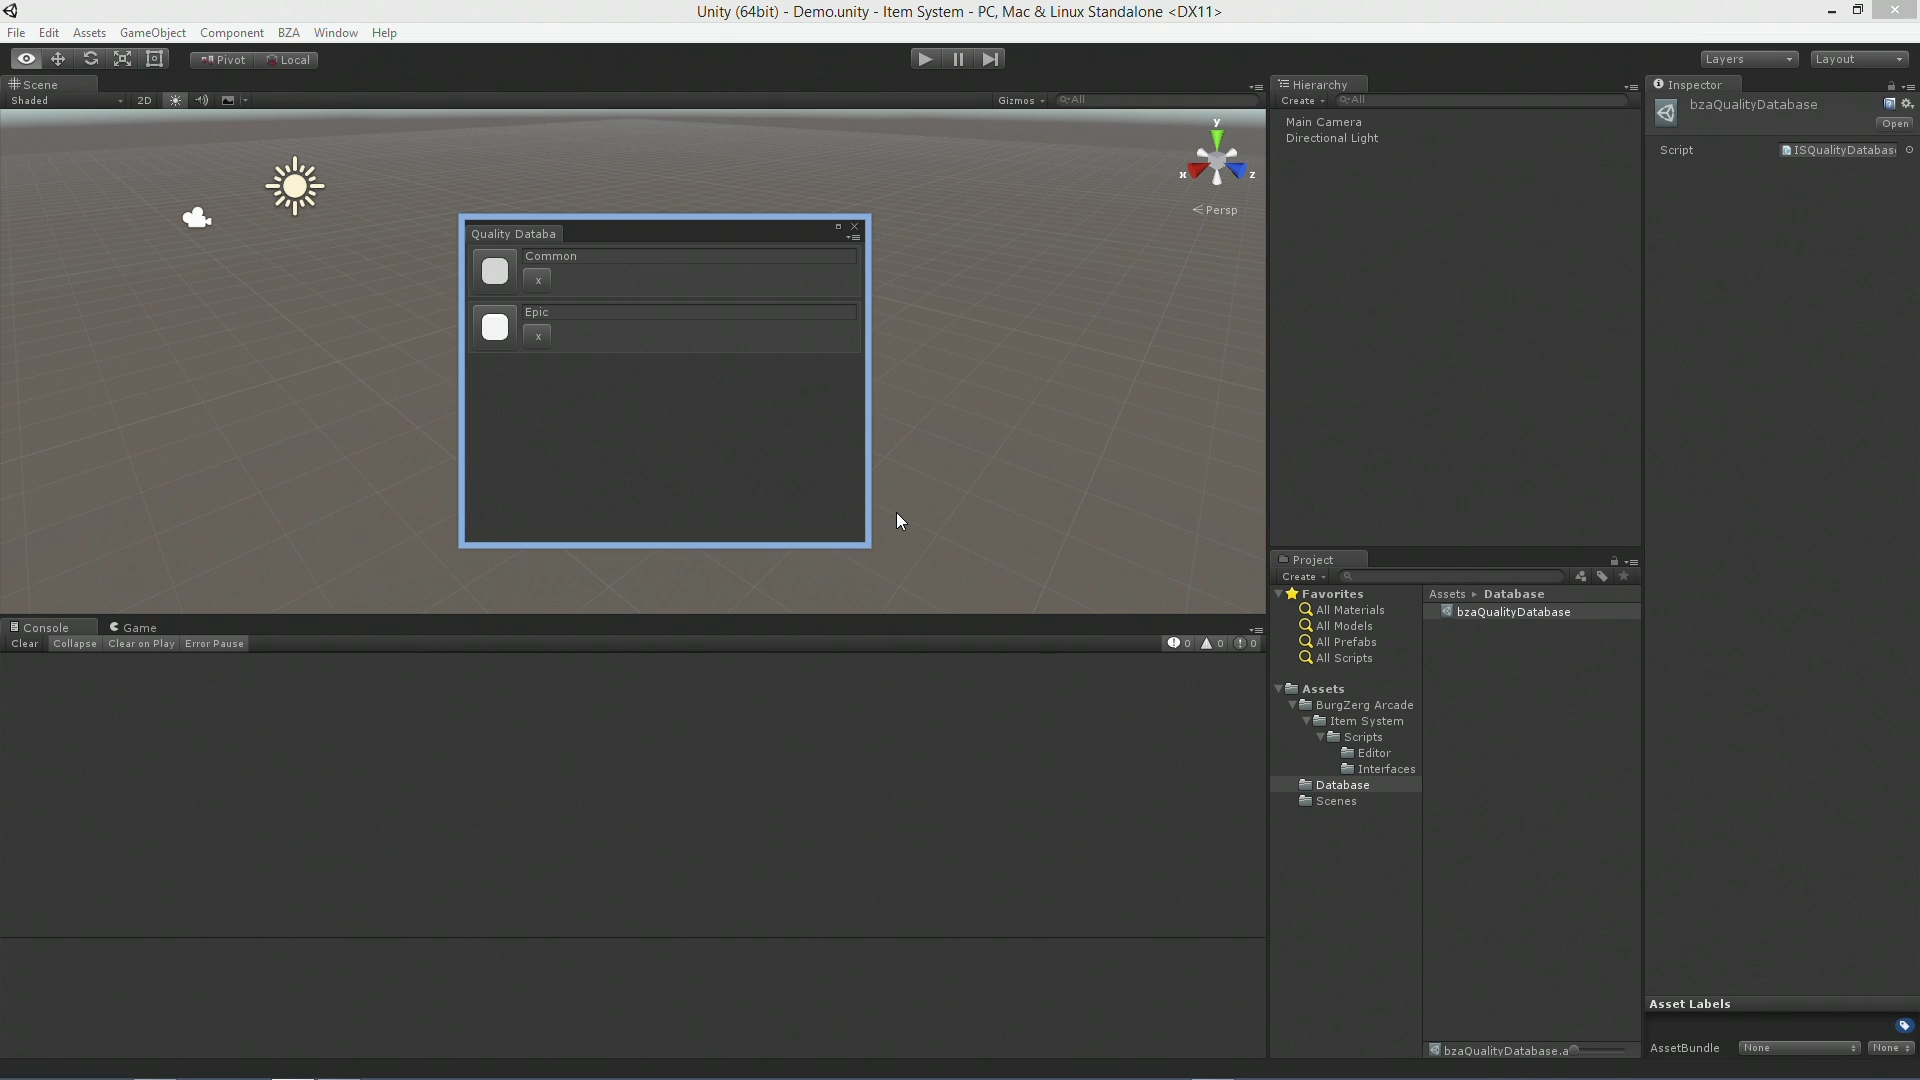 Unity (64bit) - Demo.unity - Item System - PC, Mac & Linux Standalone <DX11>
File Edit Assets GameObject Component BZA Window Help
Pivot Local
Layers Layout
Scene
Shaded 2D Gizmos All
y
x z
Persp
Quality Databa
Common
x
Epic
x
Console Game
Clear Collapse Clear on Play Error Pause 0 0 0
Hierarchy
Create All
Main Camera
Directional Light
Project
Create
Favorites
All Materials
All Models
All Prefabs
All Scripts
Assets
BurgZerg Arcade
Item System
Scripts
Editor
Interfaces
Database
Scenes
Assets Database
bzaQualityDatabase
bzaQualityDatabase.a
Inspector
bzaQualityDatabase
Open
Script ISQualityDatabas
Asset Labels
AssetBundle None None